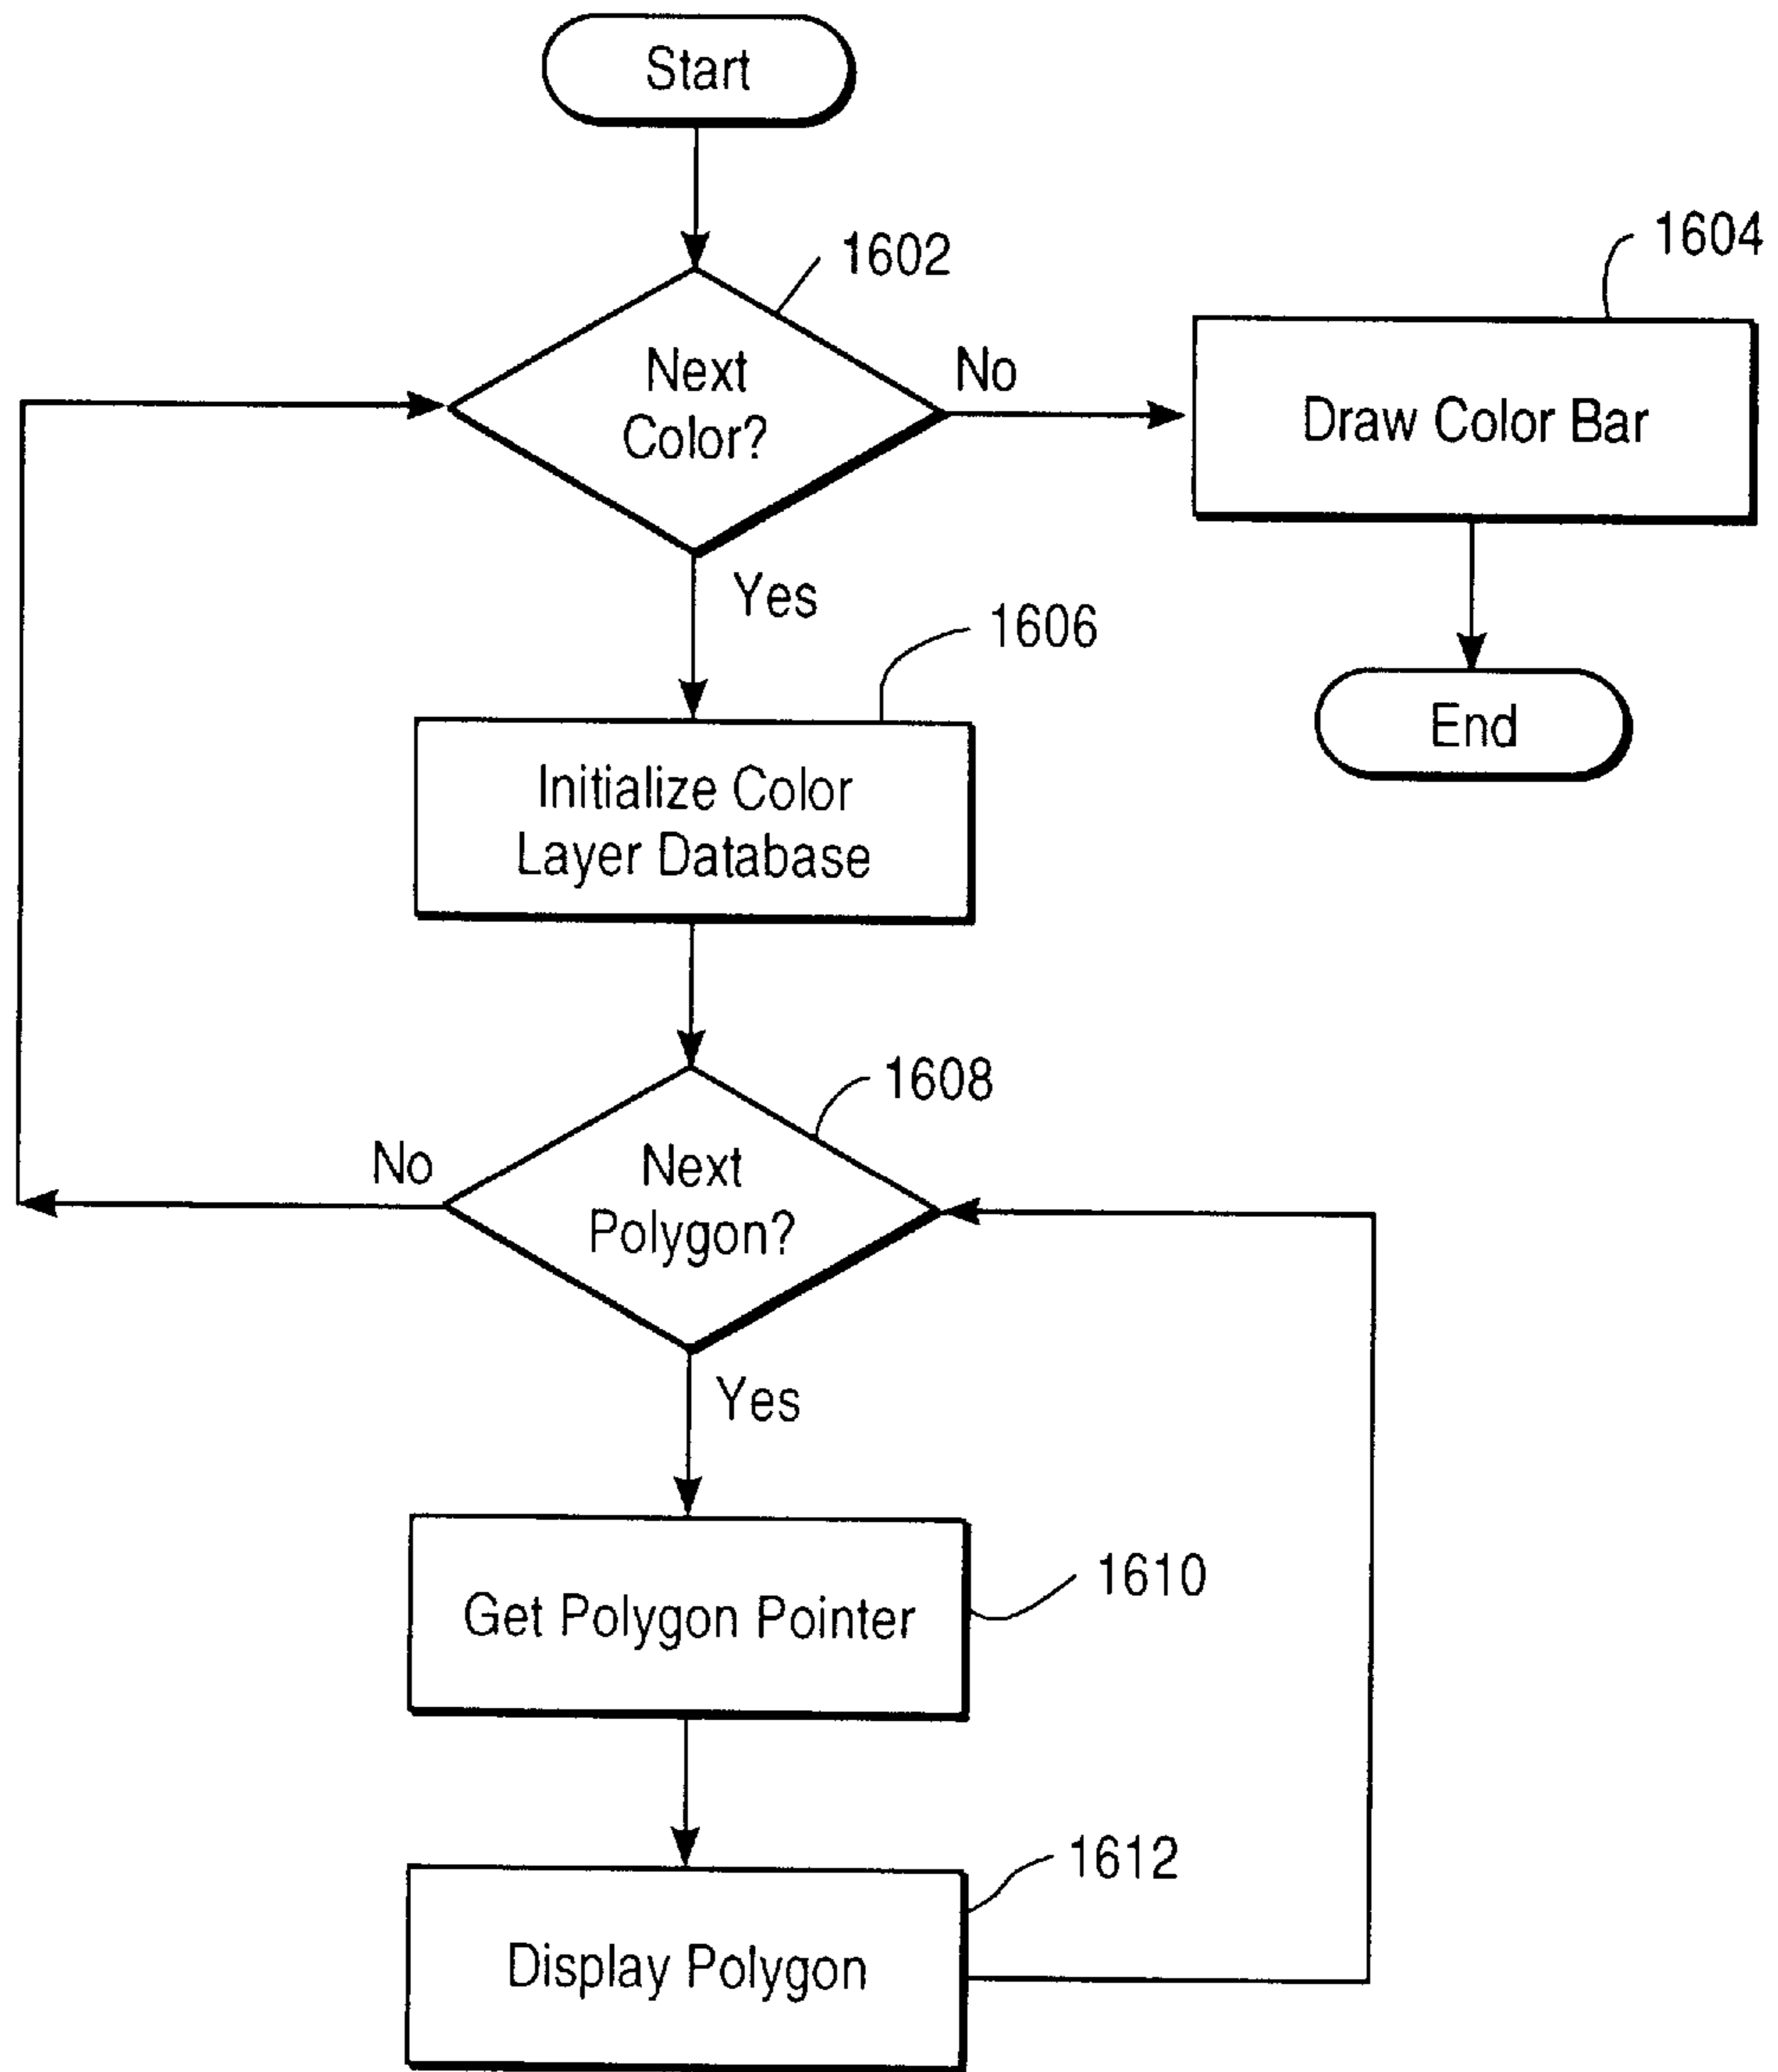 Start
1602
1604
Next
Color?
No
Draw Color Bar
Yes
1606
End
Initialize Color
Layer Database
1608
No
Next
Polygon?
Yes
1610
Get Polygon Pointer
1612
Display Polygon